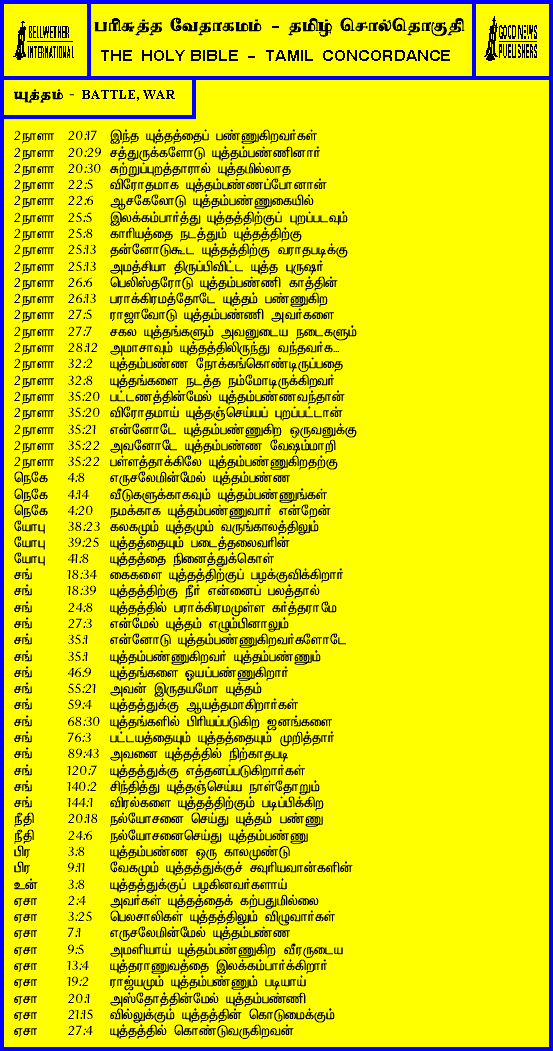 BELLWETHER
INTERNATIONAL
பரிசுத்த வேதாகமம் - தமிழ் சொல்தொகுதி
THE HOLY BIBLE - TAMIL CONCORDANCE
GOOD NEWS
PUBLISHERS
யுத்தம் - BATTLE, WAR
2நாளா 20:17 இந்த யுத்தத்தைப் பண்ணுகிறவர்கள்
2நாளா 20:29 சத்துருக்களோடு யுத்தம்பண்ணினார்
2நாளா 20:30 சுற்றுப்புறத்தாரால் யுத்தமில்லாத
2நாளா 22:5 விரோதமாக யுத்தம்பண்ணப்போனான்
2நாளா 22:6 ஆசகேலோடு யுத்தம்பண்ணுகையில்
2நாளா 25:5 இலக்கம்பார்த்து யுத்தத்திற்குப் புறப்படவும்
2நாளா 25:8 காரியத்தை நடத்தும் யுத்தத்திற்கு
2நாளா 25:13 தன்னோடுகூட யுத்தத்திற்கு வராதபடிக்கு
2நாளா 25:13 அமத்சியா திருப்பிவிட்ட யுத்த புருஷர்
2நாளா 26:6 பெலிஸ்தரோடு யுத்தம்பண்ணி காத்தின்
2நாளா 26:13 பராக்கிரமத்தோடே யுத்தம் பண்ணுகிற
2நாளா 27:5 ராஜாவோடு யுத்தம்பண்ணி அவர்களை
2நாளா 27:7 சகல யுத்தங்களும் அவனுடைய நடைகளும்
2நாளா 28:12 அமாசாவும் யுத்தத்திலிருந்து வந்தவர்க...
2நாளா 32:2 யுத்தம்பண்ண நோக்கங்கொண்டிருப்பதை
2நாளா 32:8 யுத்தங்களை நடத்த நம்மோடிருக்கிறவர்
2நாளா 35:20 பட்டணத்தின்மேல் யுத்தம்பண்ணவந்தான்
2நாளா 35:20 விரோதமாய் யுத்தஞ்செய்யப் புறப்பட்டான்
2நாளா 35:21 என்னோடே யுத்தம்பண்ணுகிற ஒருவனுக்கு
2நாளா 35:22 அவனோடே யுத்தம்பண்ண வேஷம்மாறி
2நாளா 35:22 பள்ளத்தாக்கிலே யுத்தம்பண்ணுகிறதற்கு
நெகே 4:8 எருசலேமின்மேல் யுத்தம்பண்ண
நெகே 4:14 வீடுகளுக்காகவும் யுத்தம்பண்ணுங்கள்
நெகே 4:20 நமக்காக யுத்தம்பண்ணுவார் என்றேன்
யோபு 38:23 கலகமும் யுத்தமும் வருங்காலத்திலும்
யோபு 39:25 யுத்தத்தையும் படைத்தலைவரின்
யோபு 41:8 யுத்தத்தை நினைத்துக்கொள்
சங் 18:34 கைகளை யுத்தத்திற்குப் பழக்குவிக்கிறார்
சங் 18:39 யுத்தத்திற்கு நீர் என்னைப் பலத்தால்
சங் 24:8 யுத்தத்தில் பராக்கிரமமுள்ள கர்த்தராமே
சங் 27:3 என்மேல் யுத்தம் எழும்பினாலும்
சங் 35:1 என்னோடு யுத்தம்பண்ணுகிறவர்களோடே
சங் 35:1 யுத்தம்பண்ணுகிறவர் யுத்தம்பண்ணும்
சங் 46:9 யுத்தங்களை ஓயப்பண்ணுகிறார்
சங் 55:21 அவன் இருதயமோ யுத்தம்
சங் 59:4 யுத்தத்துக்கு ஆயத்தமாகிறார்கள்
சங் 68:30 யுத்தங்களில் பிரியப்படுகிற ஜனங்களை
சங் 76:3 பட்டயத்தையும் யுத்தத்தையும் முறித்தார்
சங் 89:43 அவனை யுத்தத்தில் நிற்காதபடி
சங் 120:7 யுத்தத்துக்கு எத்தனப்படுகிறார்கள்
சங் 140:2 சிந்தித்து யுத்தஞ்செய்ய நாள்தோறும்
சங் 144:1 விரல்களை யுத்தத்திற்கும் படிப்பிக்கிற
நீதி 20:18 நல்யோசனை செய்து யுத்தம் பண்ணு
நீதி 24:6 நல்யோசனைசெய்து யுத்தம்பண்ணு
பிர 3:8 யுத்தம்பண்ண ஒரு காலமுண்டு
பிர 9:11 வேகமும் யுத்தத்துக்குச் சவுரியவான்களின்
உன் 3:8 யுத்தத்துக்குப் பழகினவர்களாய்
ஏசா 2:4 அவர்கள் யுத்தத்தைக் கற்பதுமில்லை
ஏசா 3:25 பெலசாலிகள் யுத்தத்திலும் விழுவார்கள்
ஏசா 7:1 எருசலேமின்மேல் யுத்தம்பண்ண
ஏசா 9:5 அமளியாய் யுத்தம்பண்ணுகிற வீரருடைய
ஏசா 13:4 யுத்தராணுவத்தை இலக்கம்பார்க்கிறார்
ஏசா 19:2 ராஜ்யமும் யுத்தம்பண்ணும் படியாய்
ஏசா 20:1 அஸ்தோத்தின்மேல் யுத்தம்பண்ணி
ஏசா 21:15 வில்லுக்கும் யுத்தத்தின் கொடுமைக்கும்
ஏசா 27:4 யுத்தத்தில் கொண்டுவருகிறவன்